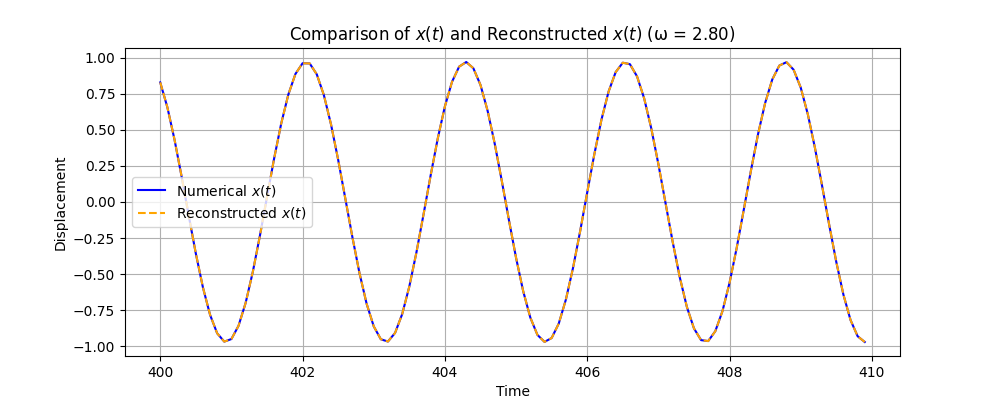 Comparison of x(t) and Reconstructed x(t) (ω = 2.80)
1.00
0.75
0.50
0.25
0.00
−0.25
−0.50
−0.75
−1.00
Displacement
Numerical x(t)
Reconstructed x(t)
400 402 404 406 408 410
Time